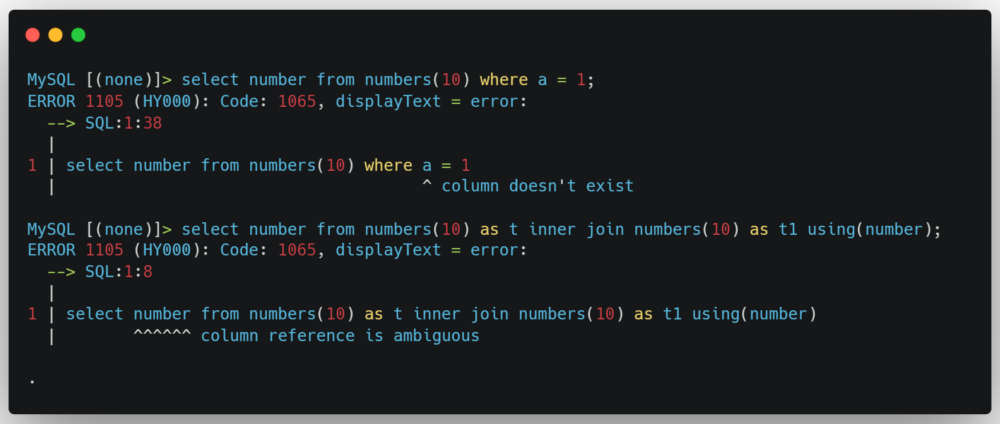 MySQL [(none)]> select number from numbers(10) where a = 1;
ERROR 1105 (HY000): Code: 1065, displayText = error:
  --> SQL:1:38
  |
1 | select number from numbers(10) where a = 1
  |                                      ^ column doesn't exist

MySQL [(none)]> select number from numbers(10) as t inner join numbers(10) as t1 using(number);
ERROR 1105 (HY000): Code: 1065, displayText = error:
  --> SQL:1:8
  |
1 | select number from numbers(10) as t inner join numbers(10) as t1 using(number)
  |        ^^^^^^ column reference is ambiguous

.